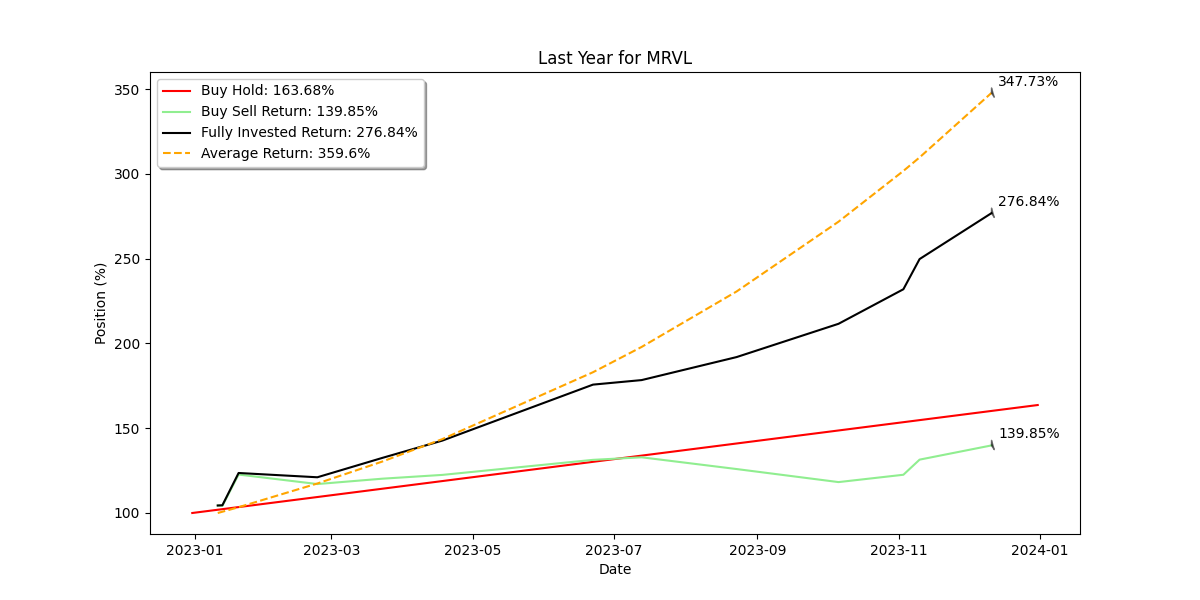 Last Year for MRVL
Buy Hold: 163.68%
Buy Sell Return: 139.85%
Fully Invested Return: 276.84%
Average Return: 359.6%
347.73%
276.84%
139.85%
Position (%)
350
300
250
200
150
100
2023-01 2023-03 2023-05 2023-07 2023-09 2023-11 2024-01
Date